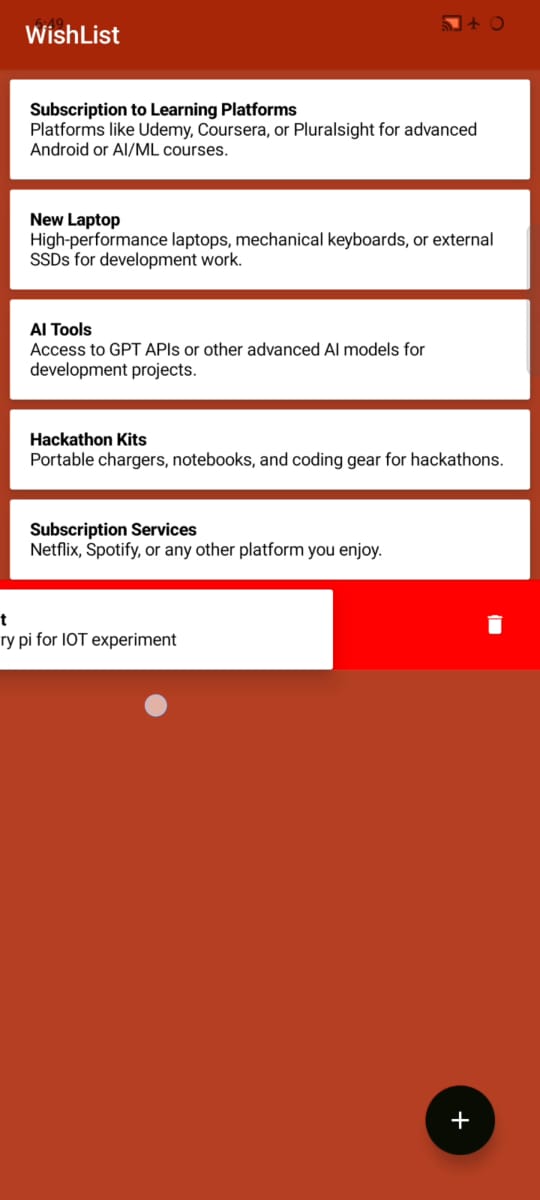 6:49
WishList
Subscription to Learning Platforms
Platforms like Udemy, Coursera, or Pluralsight for advanced
Android or AI/ML courses.
New Laptop
High-performance laptops, mechanical keyboards, or external
SSDs for development work.
AI Tools
Access to GPT APIs or other advanced AI models for
development projects.
Hackathon Kits
Portable chargers, notebooks, and coding gear for hackathons.
Subscription Services
Netflix, Spotify, or any other platform you enjoy.
t
ry pi for IOT experiment
+